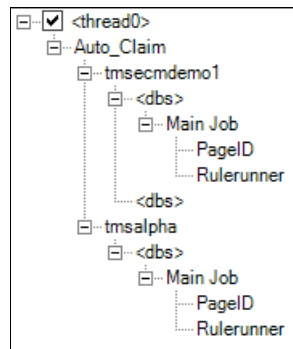 <thread0>
Auto_Claim
tmsecmdemo1
<dbs>
Main Job
PageID
Rulerunner
<dbs>
tmsalpha
<dbs>
Main Job
PageID
Rulerunner